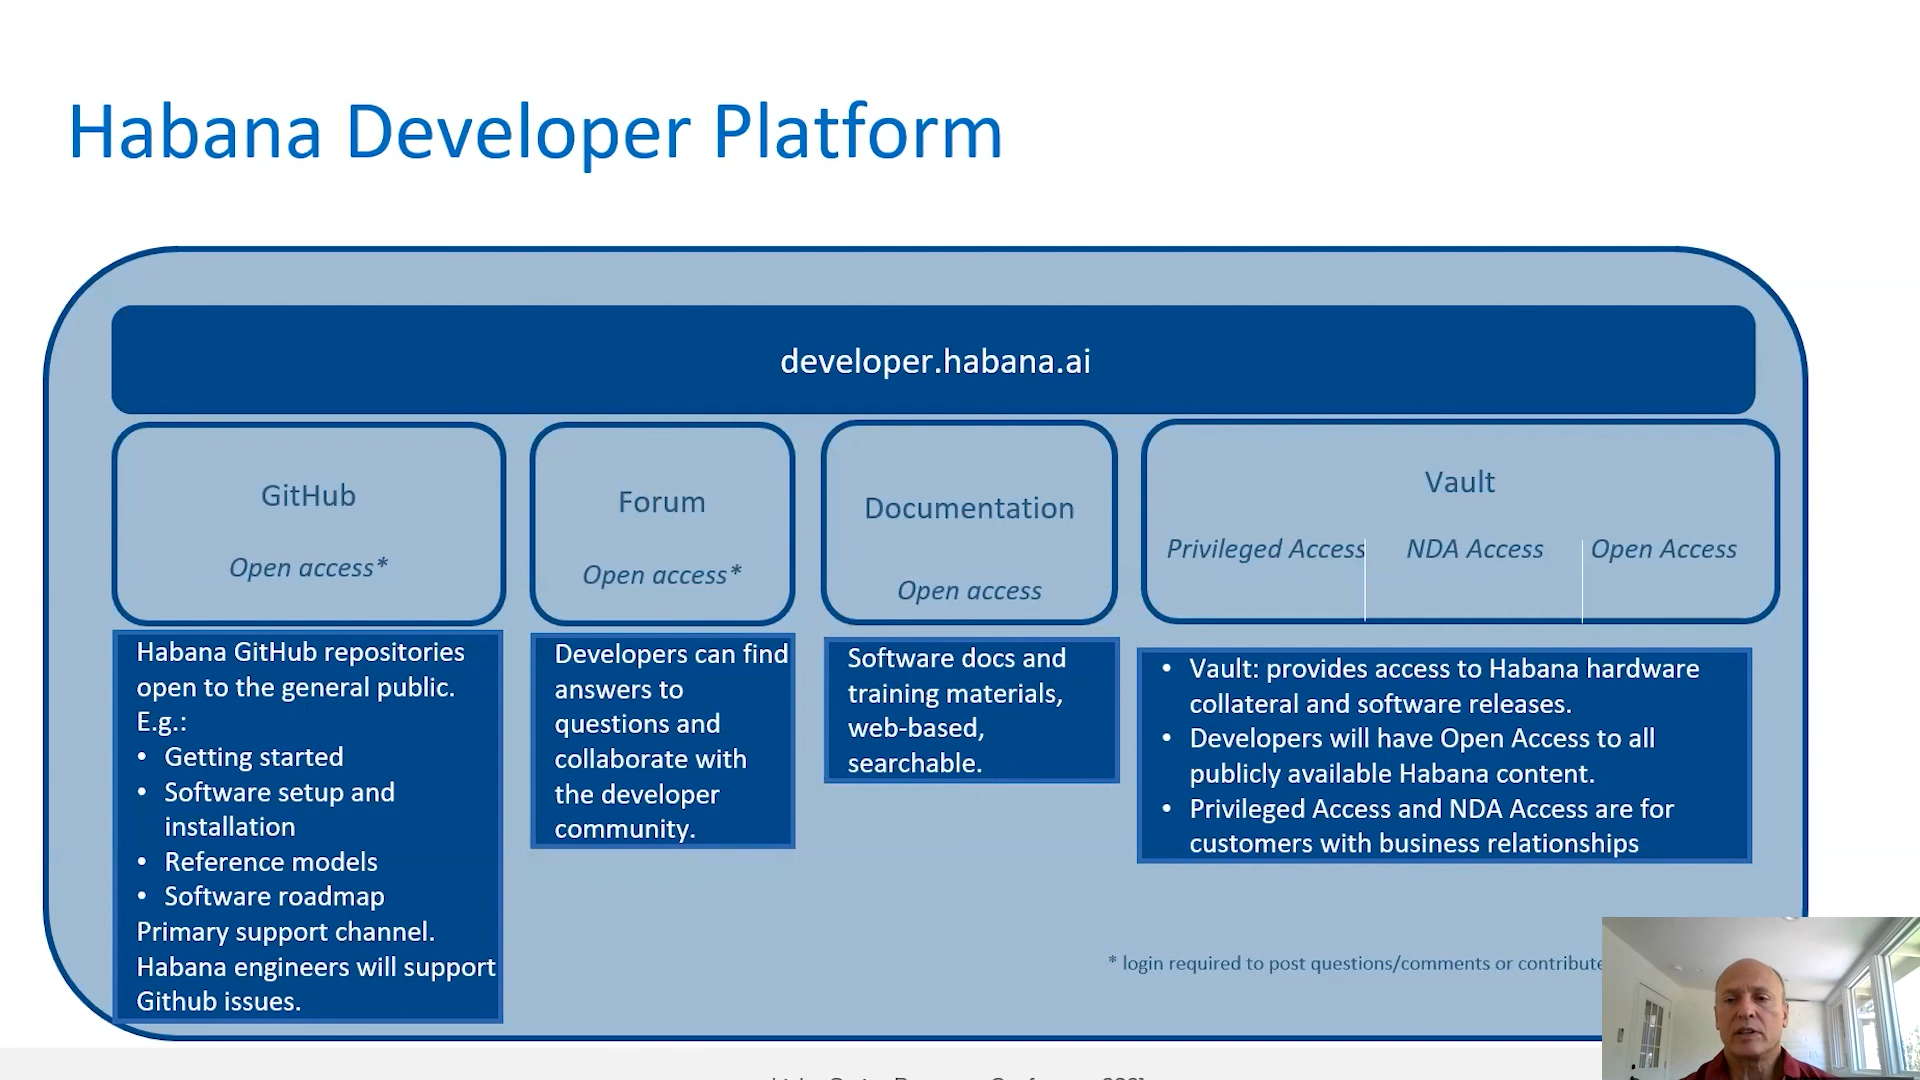 Habana Developer Platform
developer.habana.ai
GitHub
Open access*
Forum
Open access*
Documentation
Open access
Vault
Privileged Access
NDA Access
Open Access
Habana GitHub repositories
open to the general public.
E.g.:
• Getting started
• Software setup and
installation
• Reference models
• Software roadmap
Primary support channel.
Habana engineers will support
Github issues.
Developers can find
answers to
questions and
collaborate with
the developer
community.
Software docs and
training materials,
web-based,
searchable.
• Vault: provides access to Habana hardware
collateral and software releases.
• Developers will have Open Access to all
publicly available Habana content.
• Privileged Access and NDA Access are for
customers with business relationships
* login required to post questions/comments or contribute